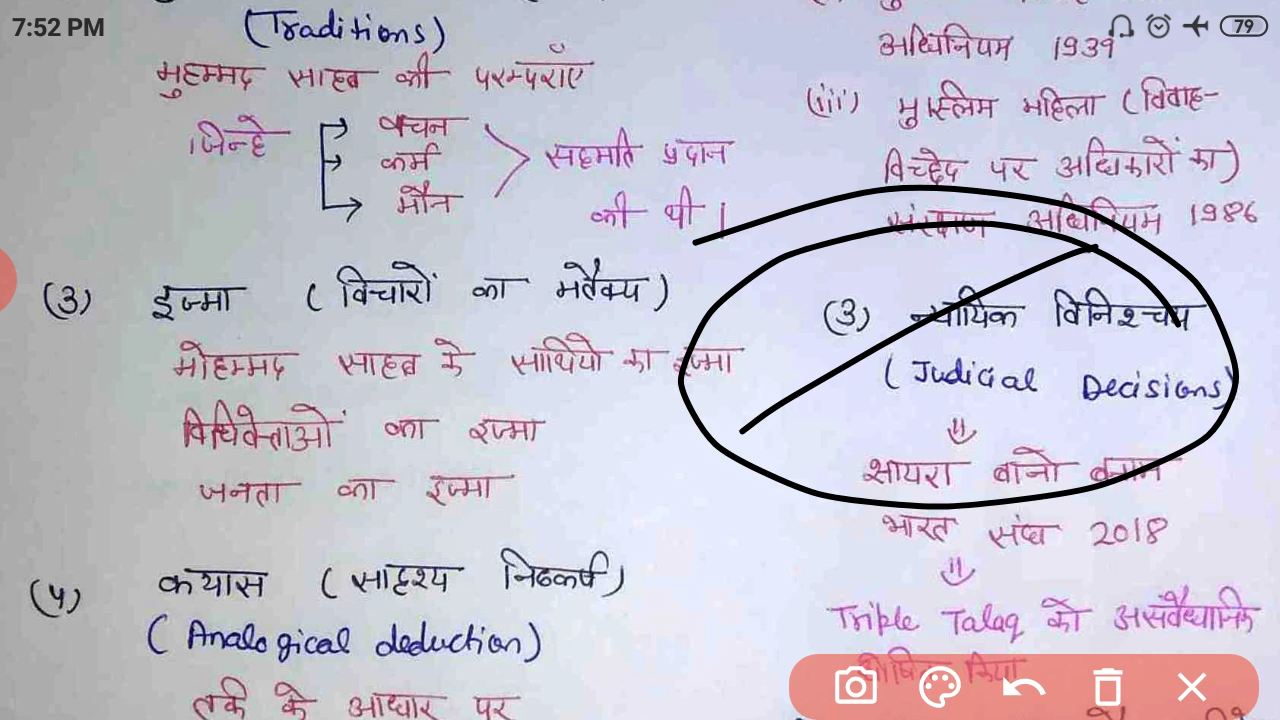 7:52 PM
79
(Traditions)
मुहम्मद साहब की परम्पराएँ
जिन्हे
वचन
कर्म
मौन
सहमति प्रदान
की थी।
(3) इज्मा (विचारों का मतैक्य)
मोहम्मद साहब के साथियो का इज्मा
विधिवेत्ताओं का इज्मा
जनता का इज्मा
(4) कयास (सादृश्य निष्कर्ष)
(Analogical deduction)
तर्क के आधार पर
अधिनियम 1939
(iii) मुस्लिम महिला (विवाह-
विच्छेद पर अधिकारों का)
संरक्षण अधिनियम 1986
(3) न्यायिक विनिश्चय
(Judicial Decisions)
सायरा बानो बनाम
भारत संघ 2018
Triple Talaq को असंवैधानिक
घोषित किया